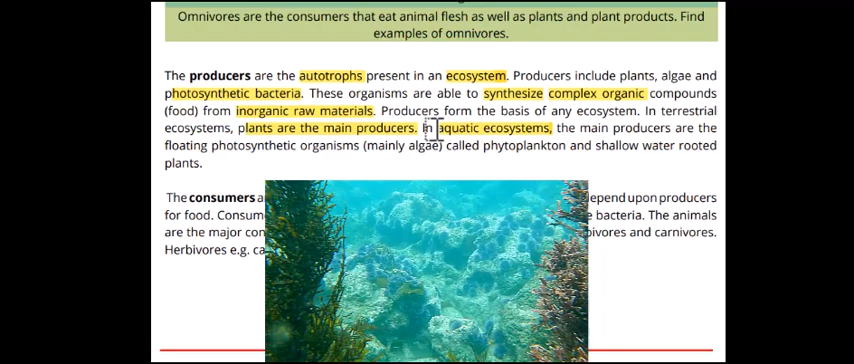 Omnivores are the consumers that eat animal flesh as well as plants and plant products. Find
examples of omnivores.
The producers are the autotrophs present in an ecosystem. Producers include plants, algae and
photosynthetic bacteria. These organisms are able to synthesize complex organic compounds
(food) from inorganic raw materials. Producers form the basis of any ecosystem. In terrestrial
ecosystems, plants are the main producers. In aquatic ecosystems, the main producers are the
floating photosynthetic organisms (mainly algae) called phytoplankton and shallow water rooted
plants.
The consumers a depend upon producers
for food. Consume bacteria. The animals
are the major con bivores and carnivores.
Herbivores e.g. ca